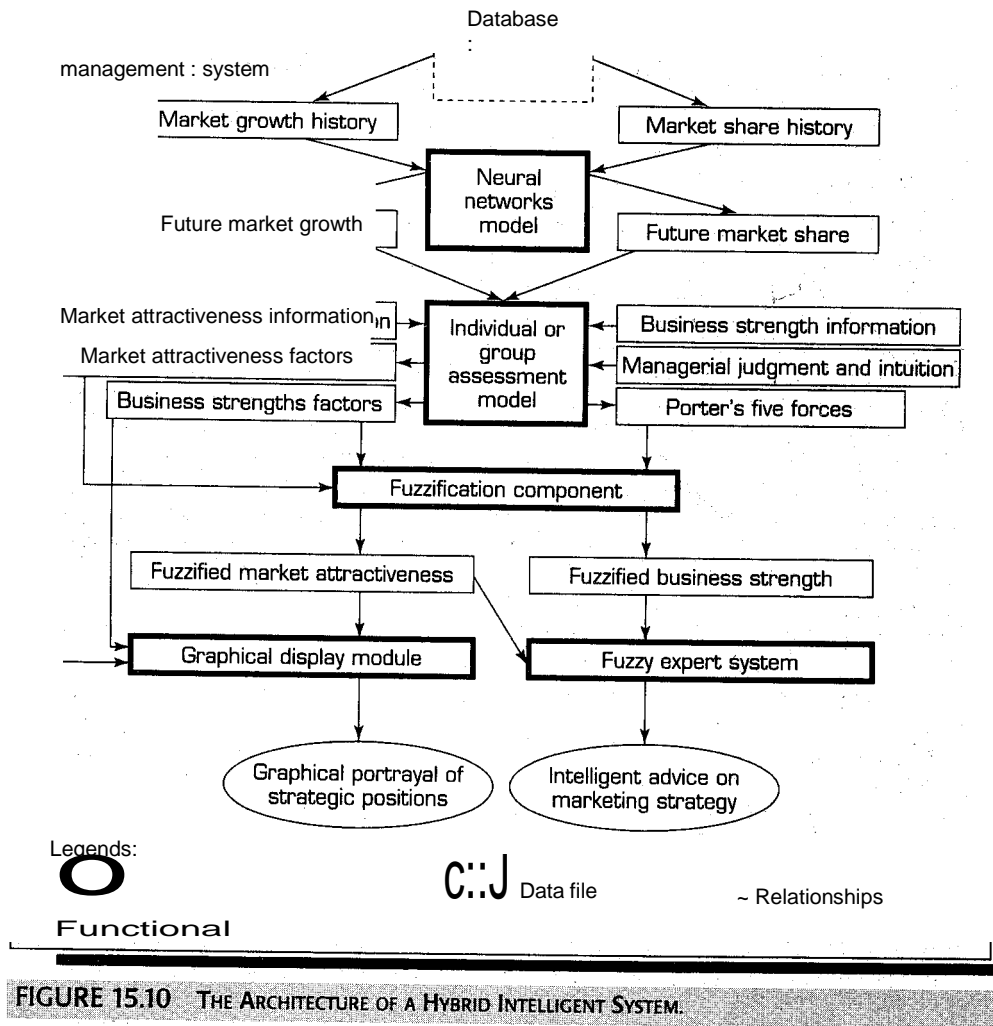 Database
:
management : system
Market growth history
Market share history
Neural
networks
model
Future market growth
Future market share
Market attractiveness information
Individual or
group
assessment
model
Business strength information
Market attractiveness factors
Managerial judgment and intuition
Business strengths factors
Porter's five forces
Fuzzification component
Fuzzified market attractiveness
Fuzzified business strength
Graphical display module
Fuzzy expert system
Graphical portrayal of
strategic positions
Intelligent advice on
marketing strategy
Legends:
O
c::J Data file
~ Relationships
Functional
FIGURE 15.10 THE ARCHITECTURE OF A HYBRID INTELLIGENT SYSTEM.